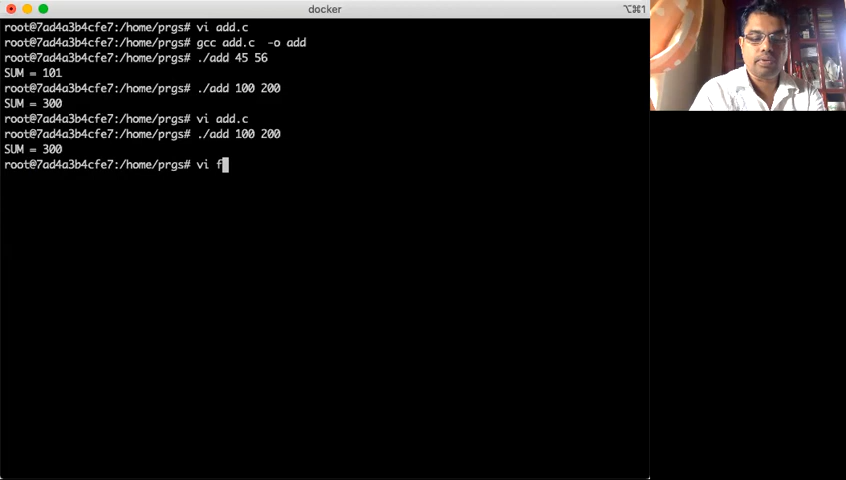 docker
⌥⌘1
root@7ad4a3b4cfe7:/home/prgs# vi add.c
root@7ad4a3b4cfe7:/home/prgs# gcc add.c  -o add
root@7ad4a3b4cfe7:/home/prgs# ./add 45 56
SUM = 101
root@7ad4a3b4cfe7:/home/prgs# ./add 100 200
SUM = 300
root@7ad4a3b4cfe7:/home/prgs# vi add.c
root@7ad4a3b4cfe7:/home/prgs# ./add 100 200
SUM = 300
root@7ad4a3b4cfe7:/home/prgs# vi f